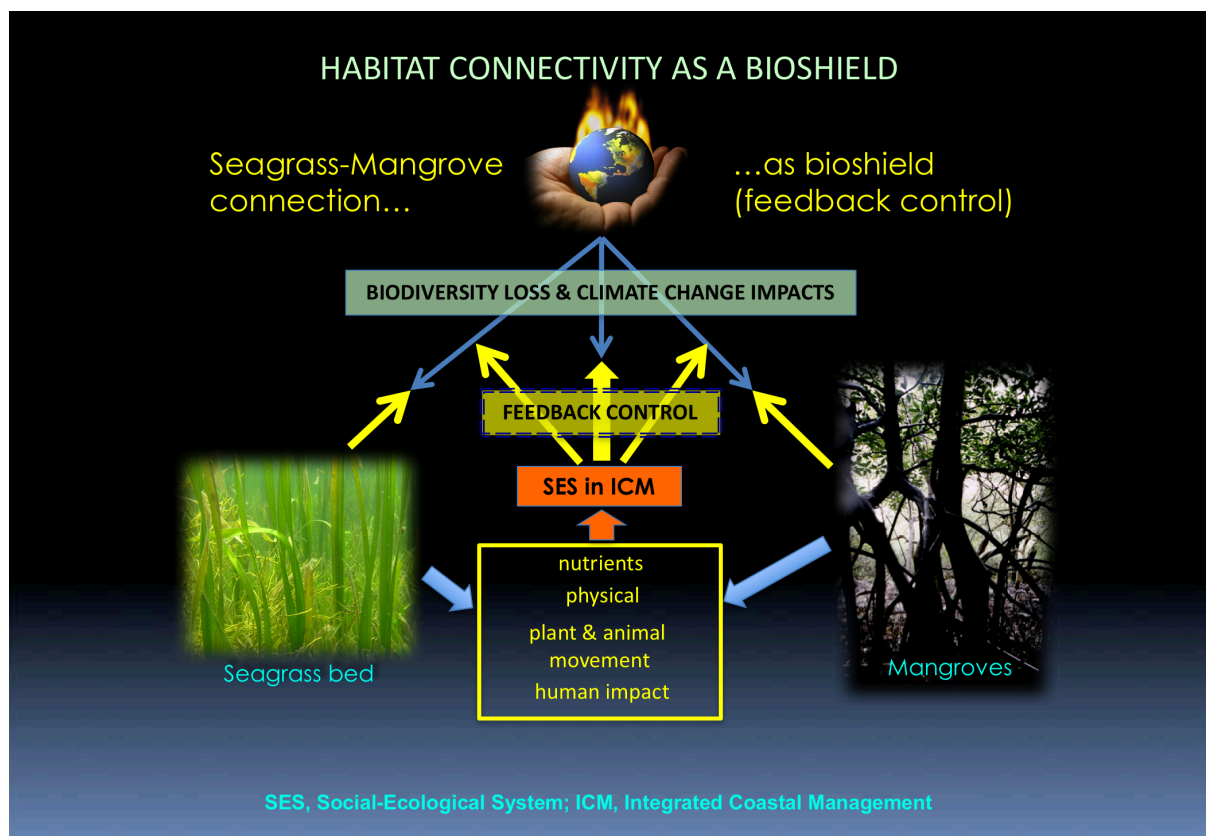 HABITAT CONNECTIVITY AS A BIOSHIELD
Seagrass-Mangrove
connection…
…as bioshield
(feedback control)
BIODIVERSITY LOSS & CLIMATE CHANGE IMPACTS
FEEDBACK CONTROL
SES in ICM
nutrients
physical
plant & animal
movement
human impact
Seagrass bed
Mangroves
SES, Social-Ecological System; ICM, Integrated Coastal Management